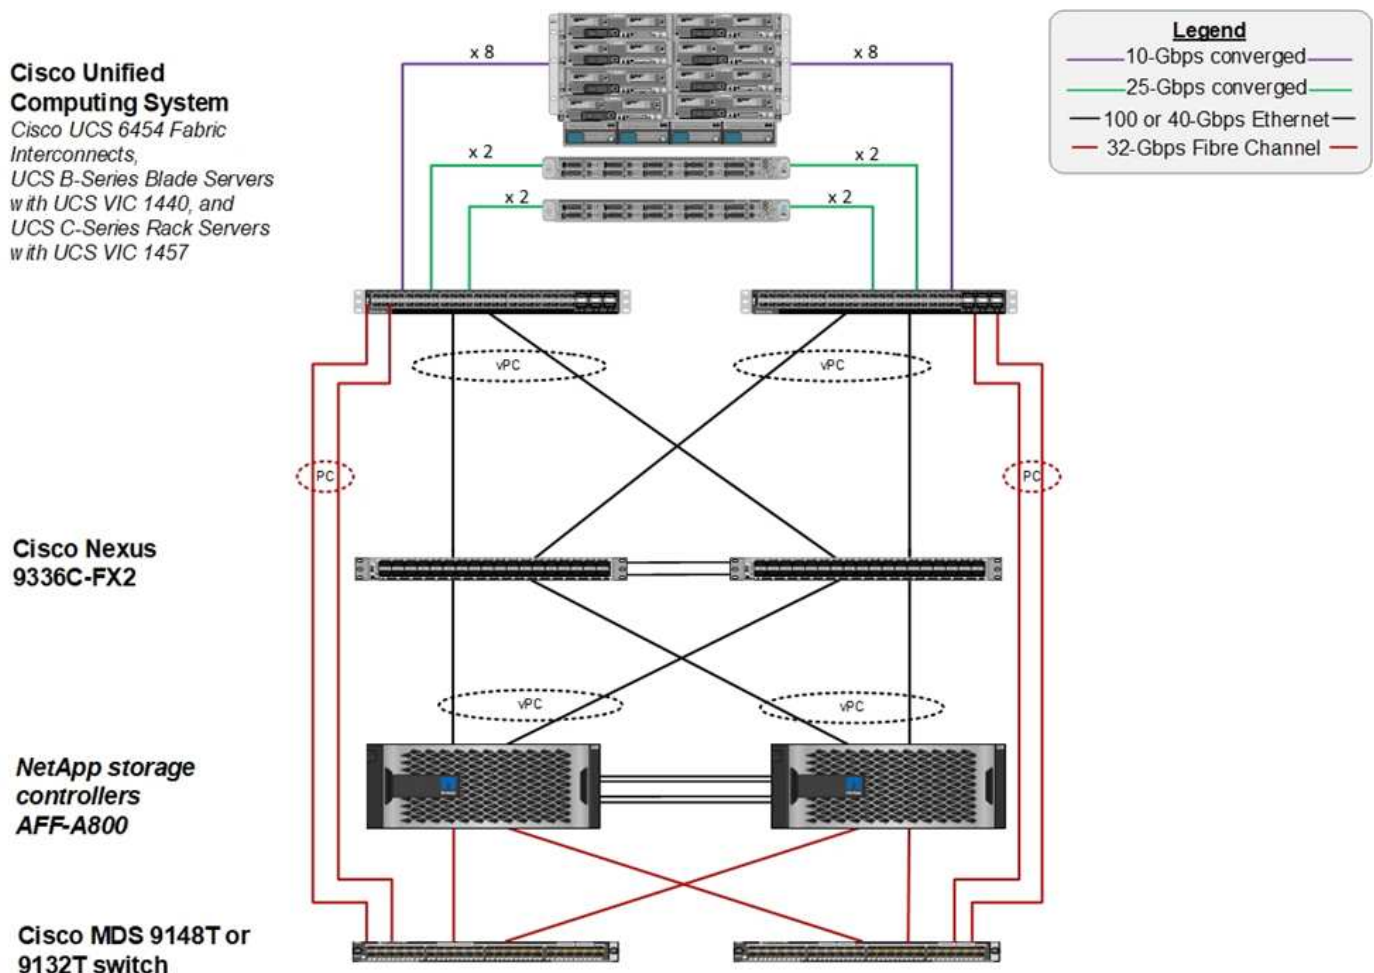 Cisco Unified
Computing System
Cisco UCS 6454 Fabric
Interconnects,
UCS B-Series Blade Servers
with UCS VIC 1440, and
UCS C-Series Rack Servers
with UCS VIC 1457
x 8
x 8
x 2
x 2
x 2
x 2
Legend
10-Gbps converged
25-Gbps converged
100 or 40-Gbps Ethernet
32-Gbps Fibre Channel
vPC
vPC
PC
PC
Cisco Nexus
9336C-FX2
vPC
vPC
NetApp storage
controllers
AFF-A800
Cisco MDS 9148T or
9132T switch